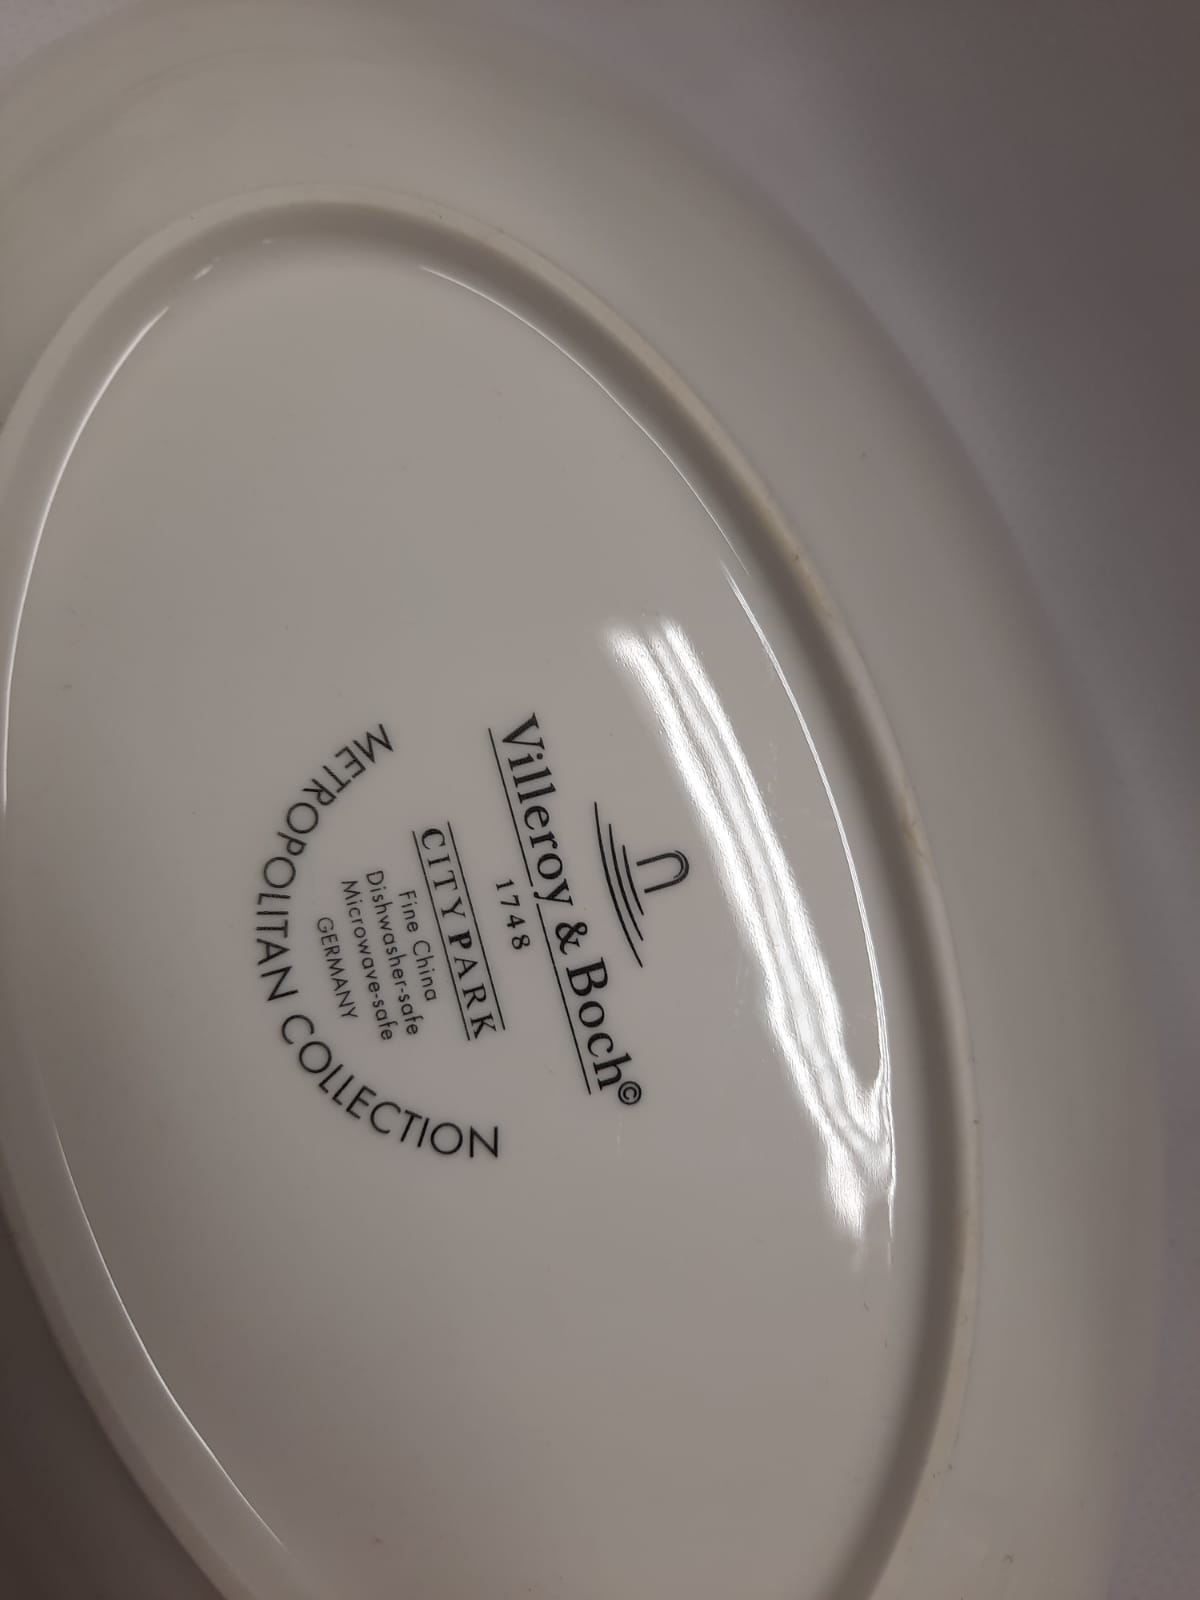 Villeroy & Boch©
1748
CITY PARK
Fine China
Dishwasher-safe
Microwave-safe
GERMANY
METROPOLITAN COLLECTION